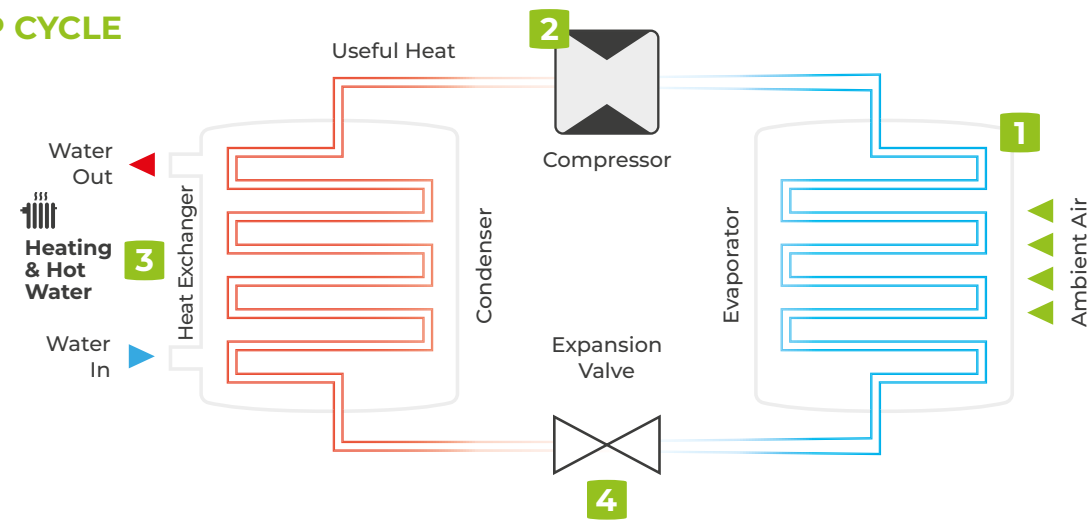 CYCLE
2
Useful Heat
1
Compressor
Water
Out
Heating
& Hot
Water
3
Heat Exchanger
Condenser
Evaporator
Ambient Air
Water
In
Expansion
Valve
4